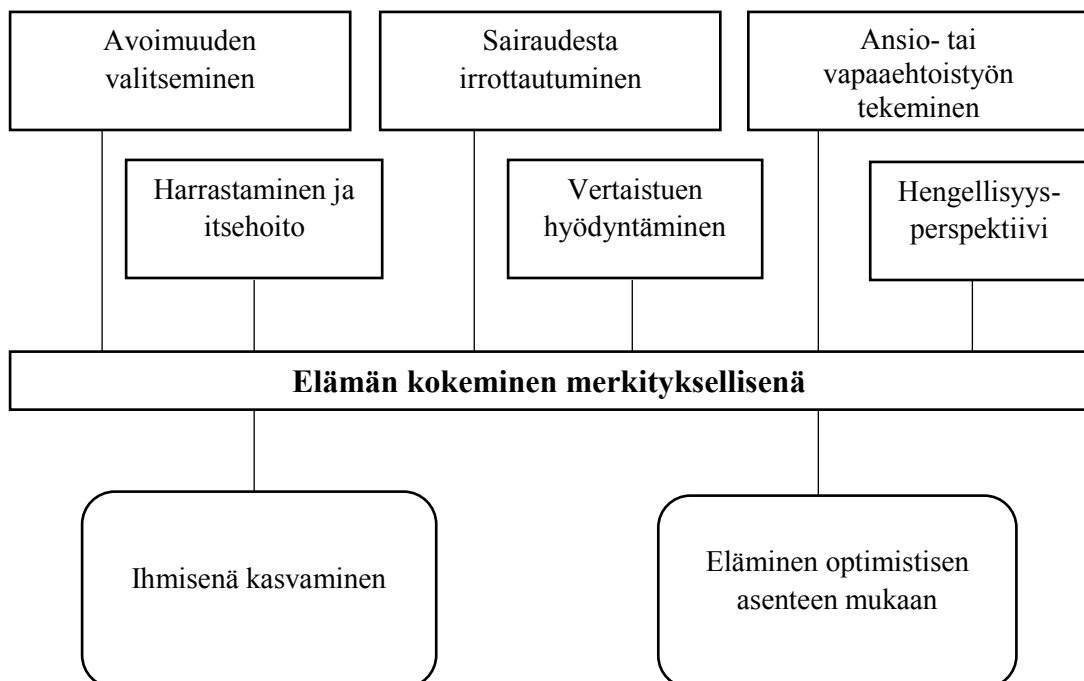 Avoimuuden
valitseminen
Sairaudesta
irrottautuminen
Ansio- tai
vapaaehtoistyön
tekeminen
Harrastaminen ja
itsehoito
Vertaistuen
hyödyntäminen
Hengellisyys-
perspektiivi
Elämän kokeminen merkityksellisenä
Ihmisenä kasvaminen
Eläminen optimistisen
asenteen mukaan